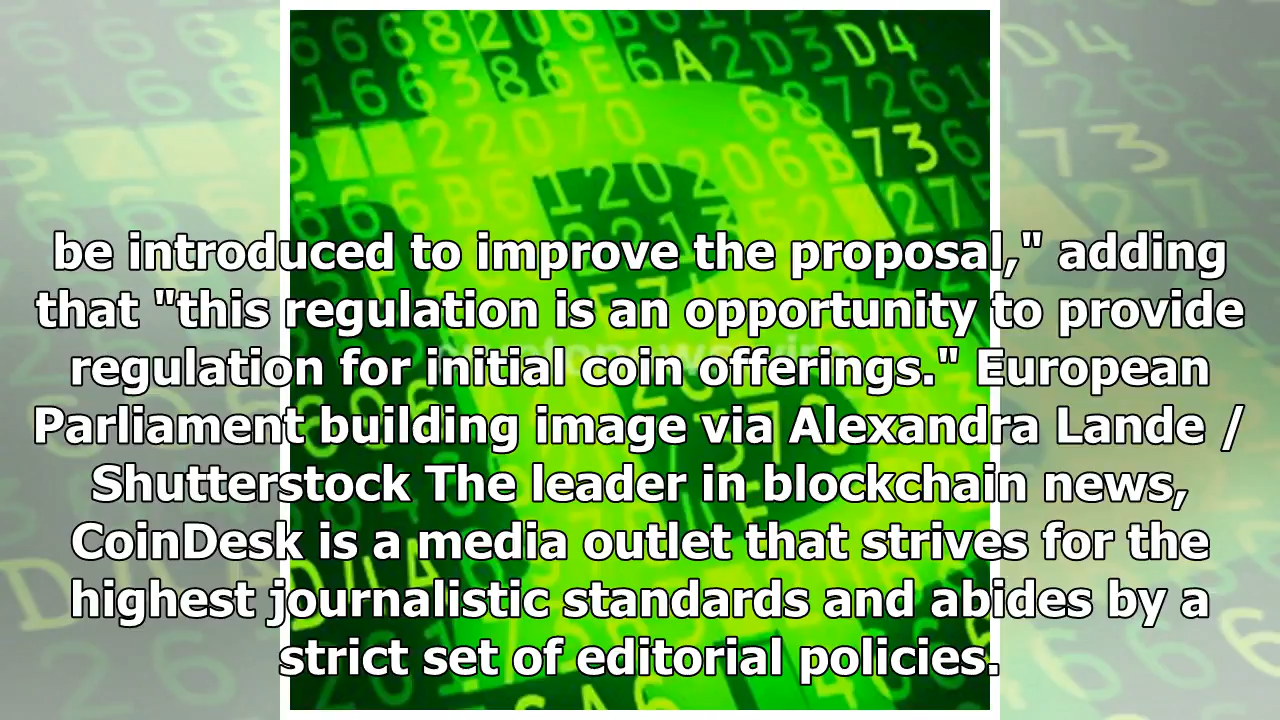 be introduced to improve the proposal," adding
that "this regulation is an opportunity to provide
regulation for initial coin offerings." European
Parliament building image via Alexandra Lande /
Shutterstock The leader in blockchain news,
CoinDesk is a media outlet that strives for the
highest journalistic standards and abides by a
strict set of editorial policies.